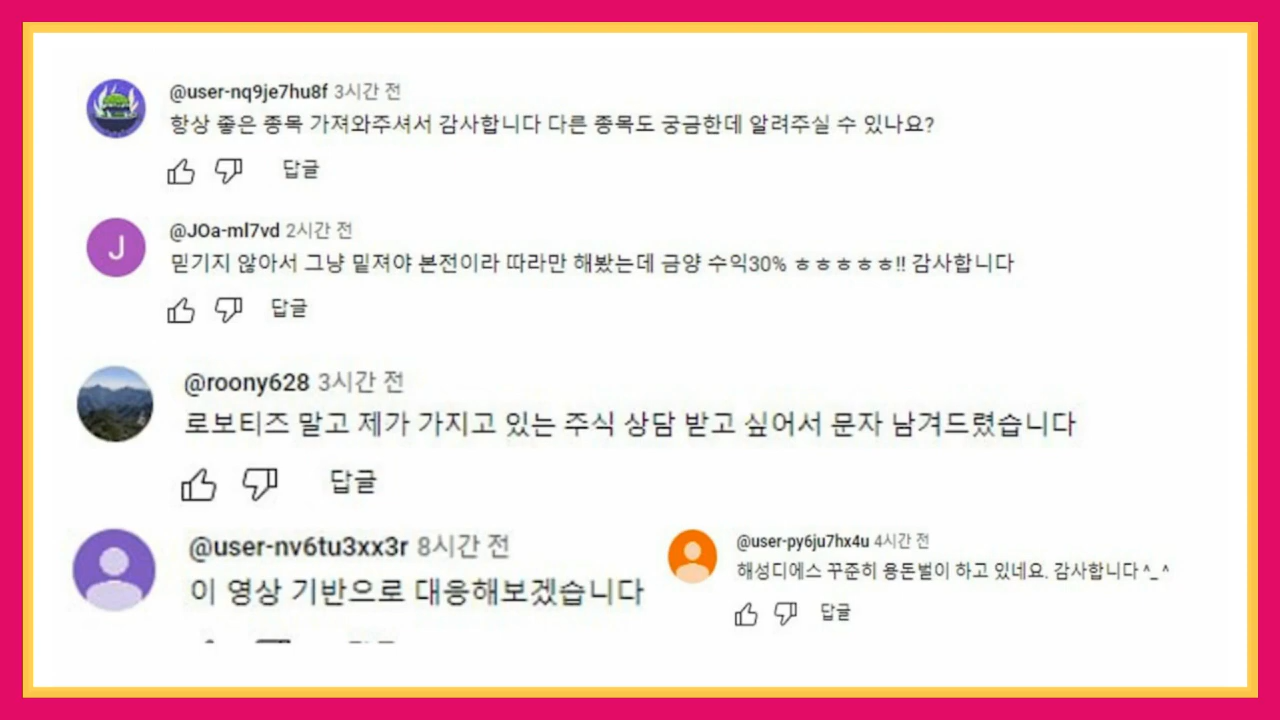 @user-nq9je7hu8f 3시간 전
항상 좋은 종목 가져와주셔서 감사합니다 다른 종목도 궁금한데 알려주실 수 있나요?
답글
J
@JOa-ml7vd 2시간 전
믿기지 않아서 그냥 밑져야 본전이라 따라만 해봤는데 금양 수익30% ㅎㅎㅎㅎㅎ!! 감사합니다
답글
@roony628 3시간 전
로보티즈 말고 제가 가지고 있는 주식 상담 받고 싶어서 문자 남겨드렸습니다
답글
@user-nv6tu3xx3r 8시간 전
이 영상 기반으로 대응해보겠습니다
@user-py6ju7hx4u 4시간 전
해성디에스 꾸준히 용돈벌이 하고 있네요. 감사합니다 ^_^
답글